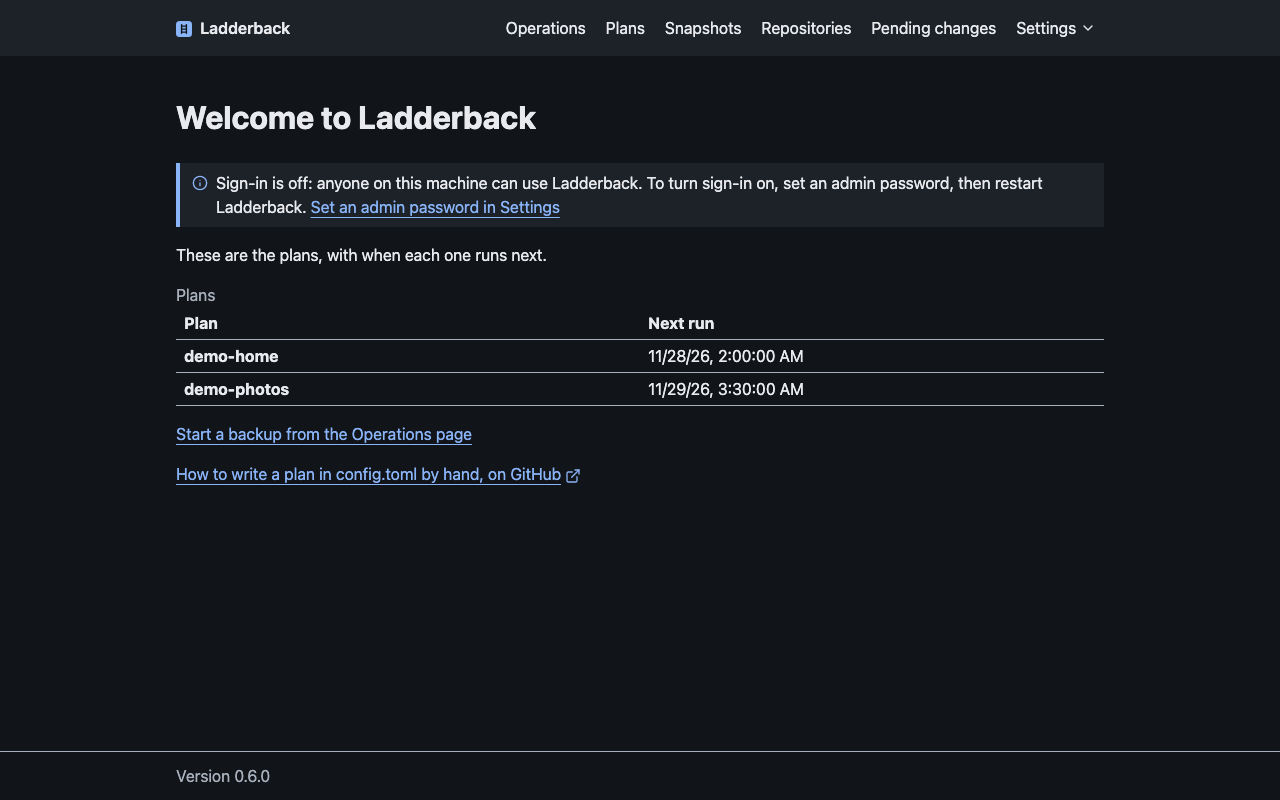 Ladderback
Operations Plans Snapshots Repositories Pending changes Settings
Welcome to Ladderback
Sign-in is off: anyone on this machine can use Ladderback. To turn sign-in on, set an admin password, then restart
Ladderback. Set an admin password in Settings
These are the plans, with when each one runs next.
Plans
Plan Next run
demo-home 11/28/26, 2:00:00 AM
demo-photos 11/29/26, 3:30:00 AM
Start a backup from the Operations page
How to write a plan in config.toml by hand, on GitHub
Version 0.6.0